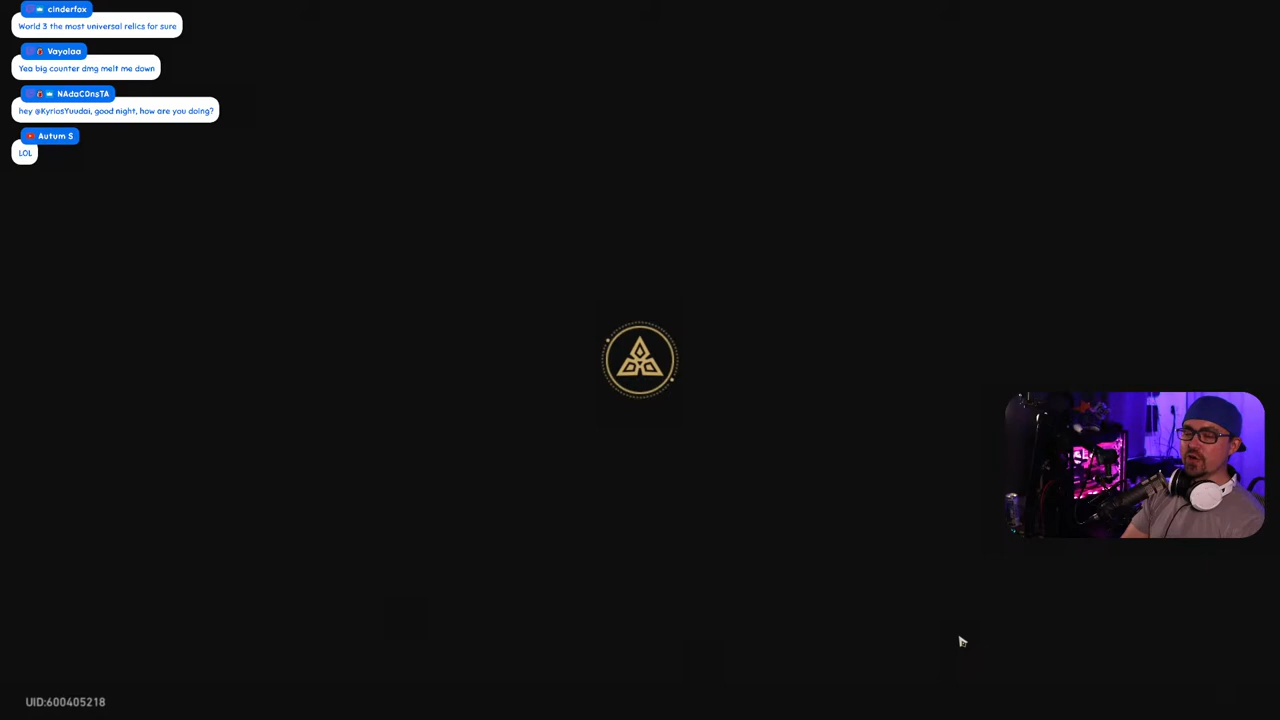 cinderfox
World 3 the most universal relics for sure
Vayolaa
Yea big counter dmg melt me down
NAdaC0nsTA
hey @KyriosYuudai, good night, how are you doing?
Autum S
LOL
UID:600405218